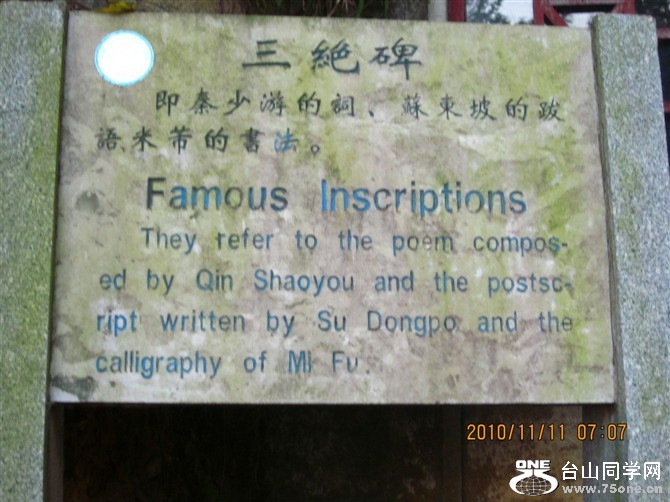 三絶碑
即秦少游的詞、蘇東坡的跋
語米芾的書法。
Famous Inscriptions
They refer to the poem compos-
ed by Qin Shaoyou and the postsc-
ript written by Su Dongpo and the
calligraphy of Mi Fu.
2010/11/11 07:07
ONE 台山同学网
www.75one.cn